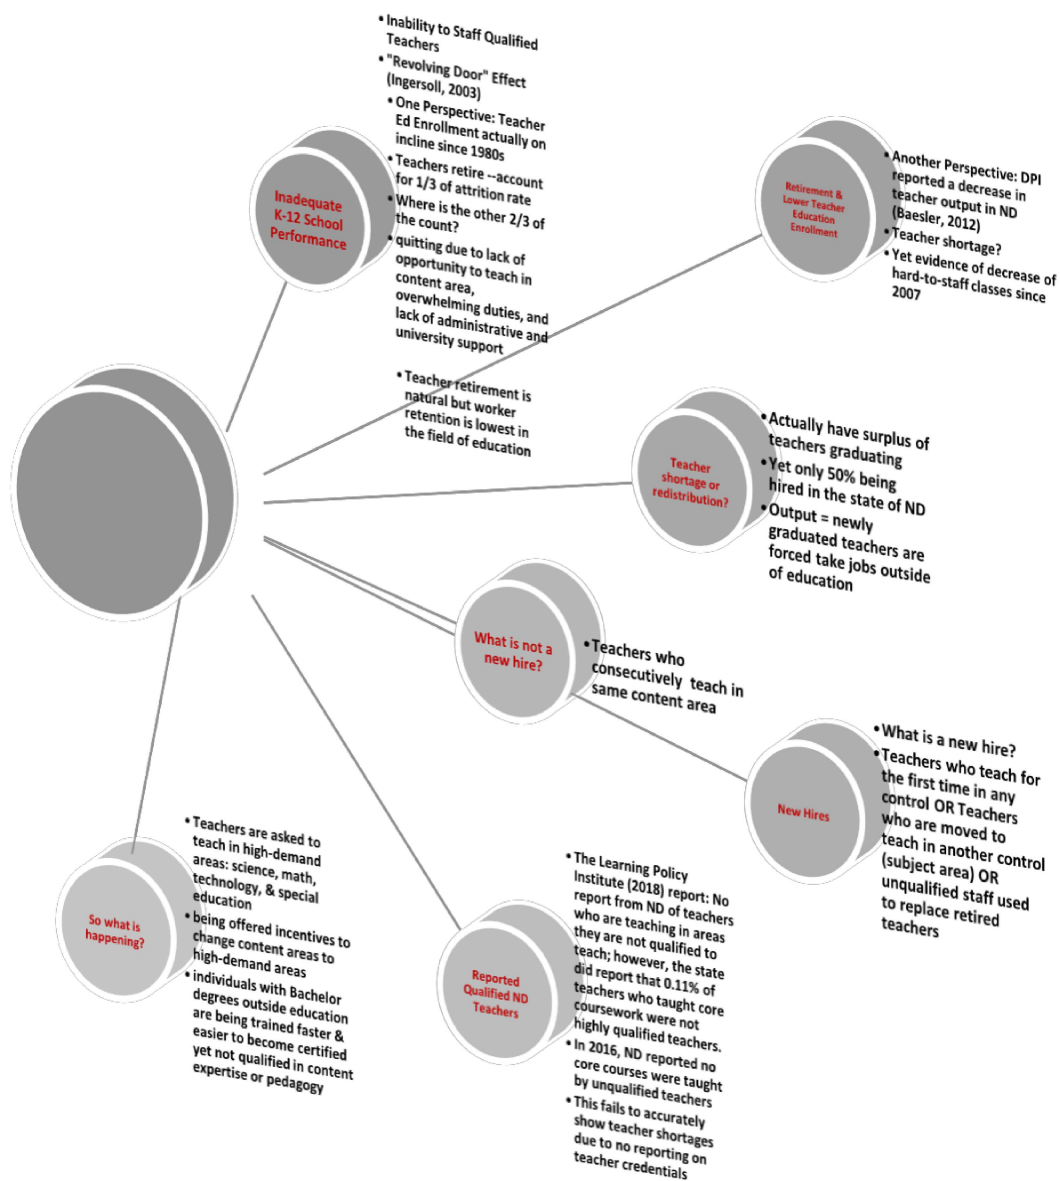 Inadequate
K-12 School
Performance
• Inability to Staff Qualified
Teachers
• "Revolving Door" Effect
(Ingersoll, 2003)
• One Perspective: Teacher
Ed Enrollment actually on
incline since 1980s
• Teachers retire --account
for 1/3 of attrition rate
• Where is the other 2/3 of
the count?
• quitting due to lack of
opportunity to teach in
content area,
overwhelming duties, and
lack of administrative and
university support
• Teacher retirement is
natural but worker
retention is lowest in
the field of education
Retirement &
Lower Teacher
Education
Enrollment
• Another Perspective: DPI
reported a decrease in
teacher output in ND
(Baesler, 2012)
• Teacher shortage?
• Yet evidence of decrease of
hard-to-staff classes since
2007
Teacher
shortage or
redistribution?
• Actually have surplus of
teachers graduating
• Yet only 50% being
hired in the state of ND
• Output = newly
graduated teachers are
forced take jobs outside
of education
What is not a
new hire?
• Teachers who
consecutively teach in
same content area
New Hires
• What is a new hire?
• Teachers who teach for
the first time in any
control OR Teachers
who are moved to
teach in another control
(subject area) OR
unqualified staff used
to replace retired
teachers
Reported
Qualified ND
Teachers
• The Learning Policy
Institute (2018) report: No
report from ND of teachers
who are teaching in areas
they are not qualified to
teach; however, the state
did report that 0.11% of
teachers who taught core
coursework were not
highly qualified teachers.
• In 2016, ND reported no
core courses were taught
by unqualified teachers
• This fails to accurately
show teacher shortages
due to no reporting on
teacher credentials
So what is
happening?
• Teachers are asked to
teach in high-demand
areas: science, math,
technology, & special
education
• being offered incentives to
change content areas to
high-demand areas
• individuals with Bachelor
degrees outside education
are being trained faster &
easier to become certified
yet not qualified in content
expertise or pedagogy